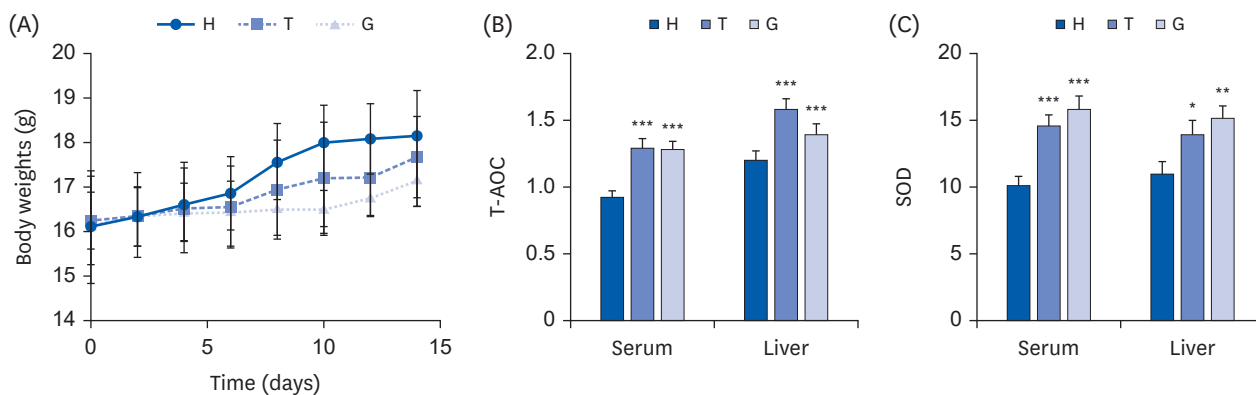 (A)
H T G
Body weights (g)
20
19
18
17
16
15
14
0 5 10 15
Time (days)
(B)
H T G
T-AOC
2.0
1.5
1.0
0.5
0
*** ***
***
***
Serum Liver
(C)
H T G
SOD
20
15
10
15
0
*** ***
* **
Serum Liver